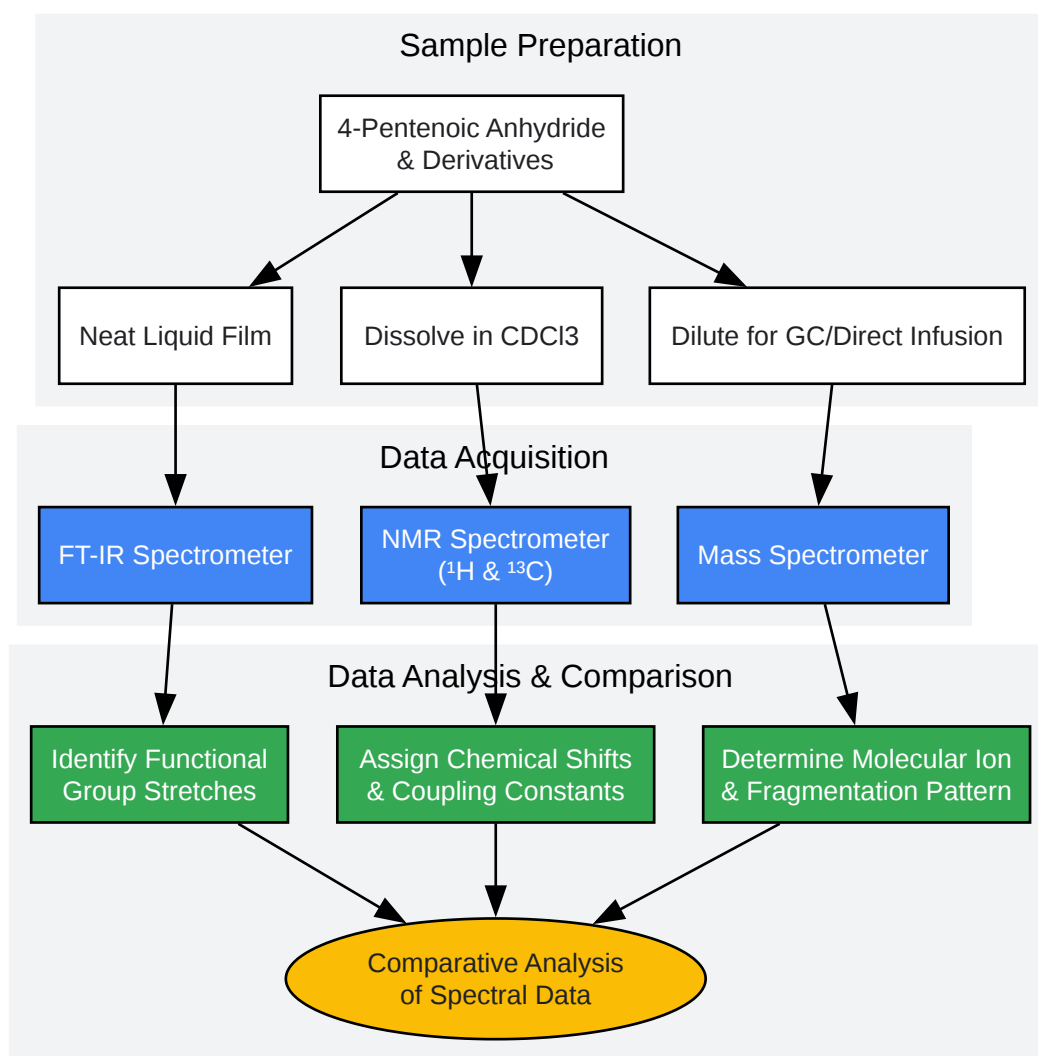 Sample Preparation
4-Pentenoic Anhydride
& Derivatives
Neat Liquid Film
Dissolve in CDCl3
Dilute for GC/Direct Infusion
Data Acquisition
FT-IR Spectrometer
NMR Spectrometer
(¹H & ¹³C)
Mass Spectrometer
Data Analysis & Comparison
Identify Functional
Group Stretches
Assign Chemical Shifts
& Coupling Constants
Determine Molecular Ion
& Fragmentation Pattern
Comparative Analysis
of Spectral Data